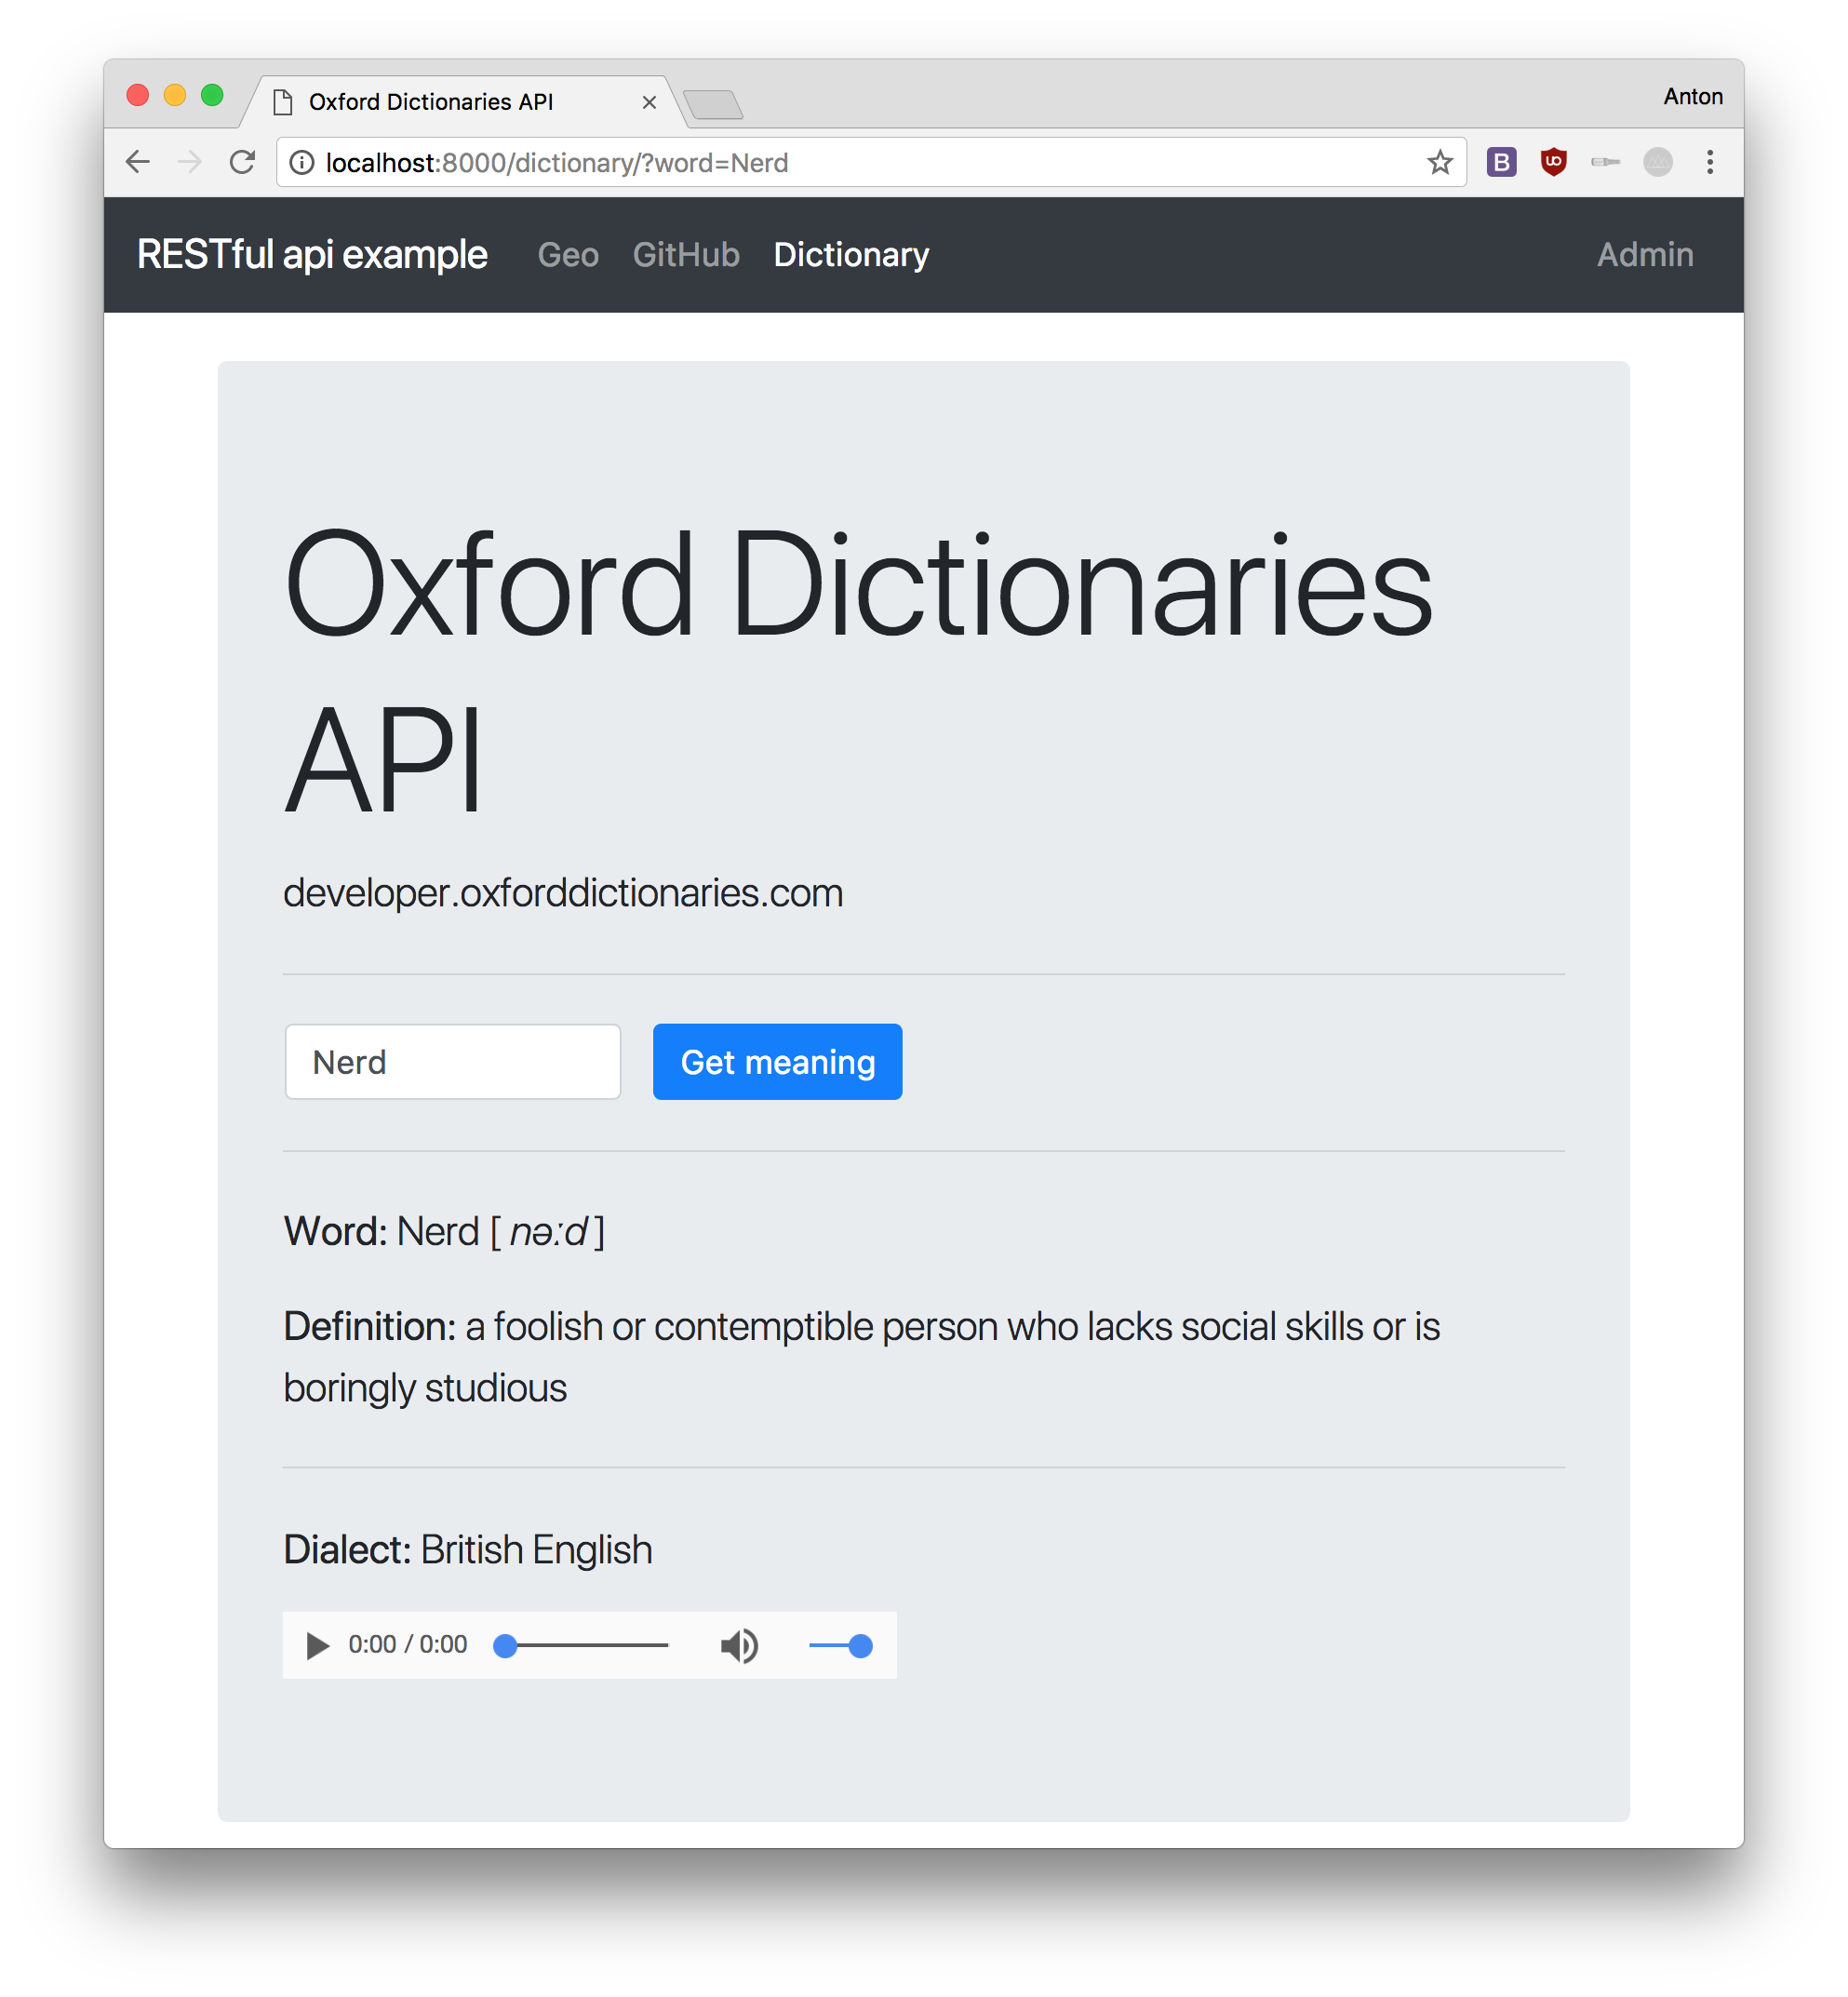 Oxford Dictionaries API
Anton
localhost:8000/dictionary/?word=Nerd
B
UO
RESTful api example Geo GitHub Dictionary Admin
Oxford Dictionaries
API
developer.oxforddictionaries.com
Nerd Get meaning
Word: Nerd [ nəːd ]
Definition: a foolish or contemptible person who lacks social skills or is
boringly studious
Dialect: British English
0:00 / 0:00